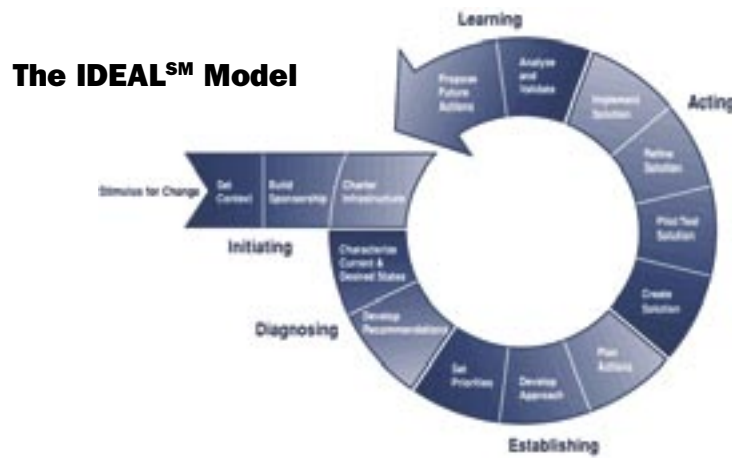 The IDEAL℠ Model
Stimulus for Change
Set
Context
Build
Sponsorship
Charter
Infrastructure
Initiating
Characterize
Current &
Desired States
Develop
Recommendations
Diagnosing
Set
Priorities
Develop
Approach
Plan
Actions
Establishing
Create
Solution
Pilot/Test
Solution
Refine
Solution
Implement
Solution
Acting
Analyze
and
Validate
Propose
Future
Actions
Learning